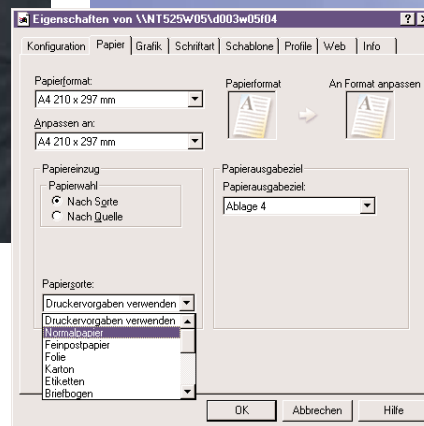 Eigenschaften von \\NT525W05\d003w05f04
Konfiguration Papier Grafik Schriftart Schablone Profile Web Info
Papierformat:
A4 210 x 297 mm
Anpassen an:
A4 210 x 297 mm
Papierformat
An Format anpassen
Papiereinzug
Papierwahl
Nach Sorte
Nach Quelle
Papiersorte:
Druckervorgaben verwenden
Druckervorgaben verwenden
Normalpapier
Feinpostpapier
Folie
Karton
Etiketten
Briefbogen
Papierausgabeziel
Papierausgabeziel:
Ablage 4
OK Abbrechen Hilfe